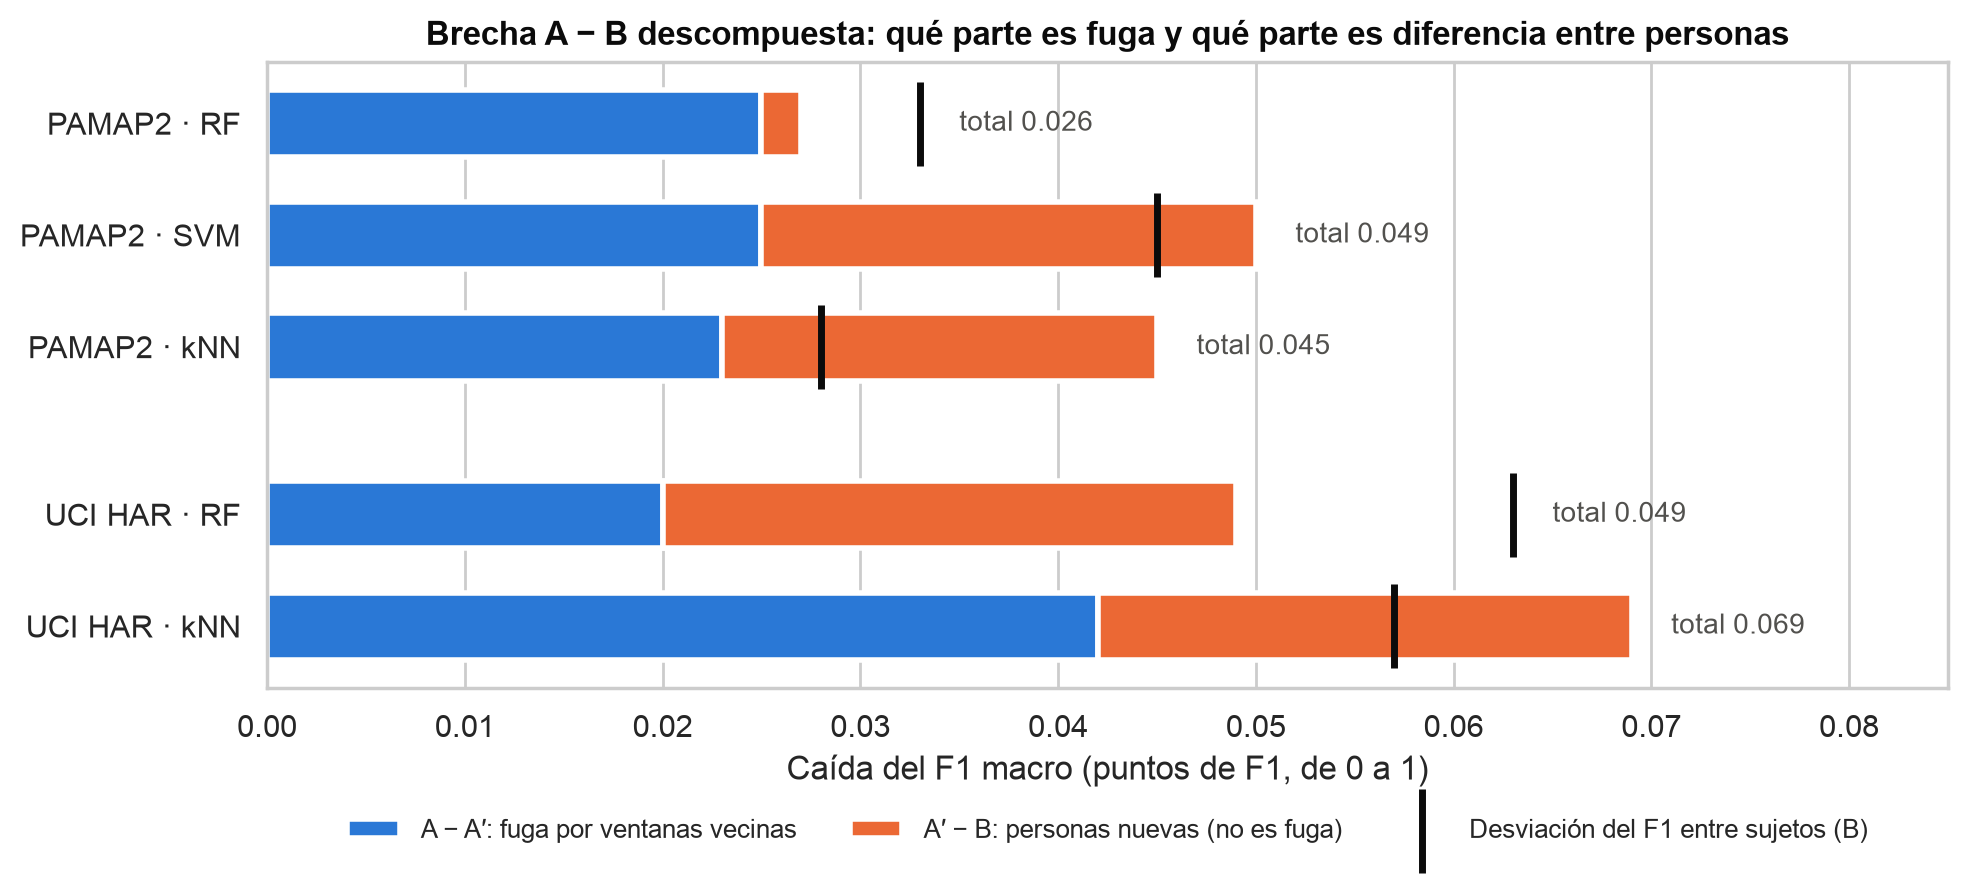 Brecha A − B descompuesta: qué parte es fuga y qué parte es diferencia entre personas
PAMAP2 · RF
total 0.026
PAMAP2 · SVM
total 0.049
PAMAP2 · kNN
total 0.045
UCI HAR · RF
total 0.049
UCI HAR · kNN
total 0.069
0.00 0.01 0.02 0.03 0.04 0.05 0.06 0.07 0.08
Caída del F1 macro (puntos de F1, de 0 a 1)
A − A′: fuga por ventanas vecinas
A′ − B: personas nuevas (no es fuga)
Desviación del F1 entre sujetos (B)